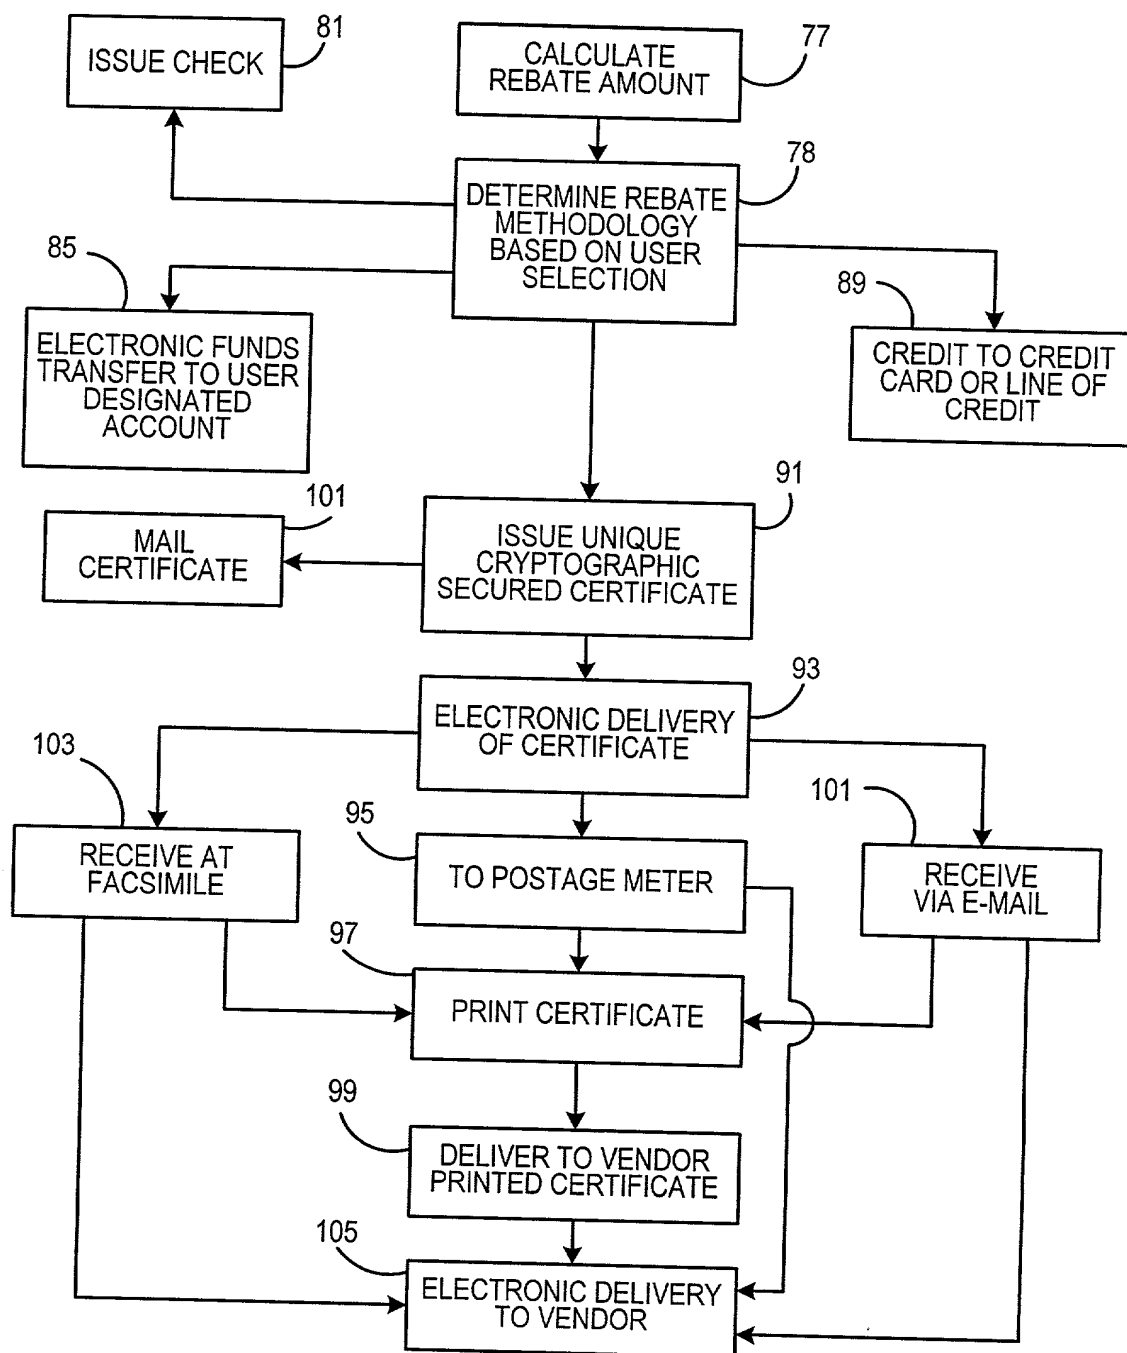 81
ISSUE CHECK
CALCULATE
REBATE AMOUNT
77
78
DETERMINE REBATE
METHODOLOGY
BASED ON USER
SELECTION
85
ELECTRONIC FUNDS
TRANSFER TO USER
DESIGNATED
ACCOUNT
89
CREDIT TO CREDIT
CARD OR LINE OF
CREDIT
101
MAIL
CERTIFICATE
91
ISSUE UNIQUE
CRYPTOGRAPHIC
SECURED CERTIFICATE
93
ELECTRONIC DELIVERY
OF CERTIFICATE
103
RECEIVE AT
FACSIMILE
95
TO POSTAGE METER
101
RECEIVE
VIA E-MAIL
97
PRINT CERTIFICATE
99
DELIVER TO VENDOR
PRINTED CERTIFICATE
105
ELECTRONIC DELIVERY
TO VENDOR